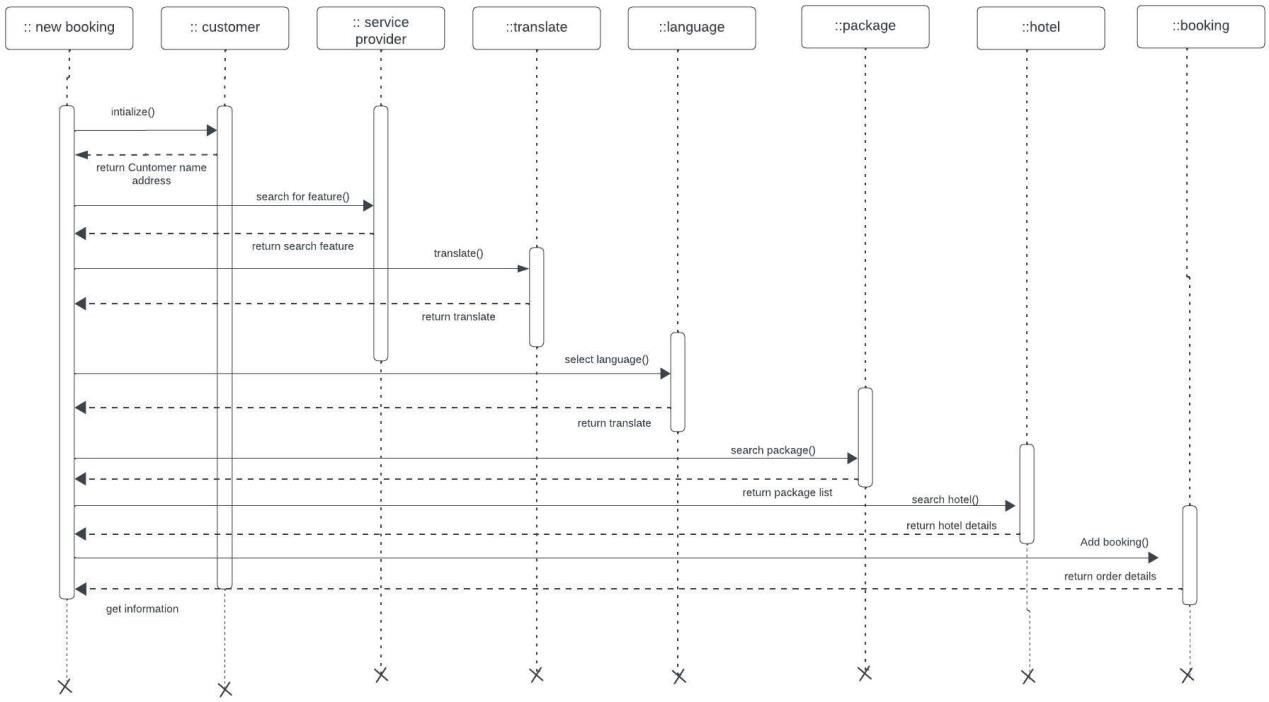 :: new booking
:: customer
:: service
provider
::translate
::language
::package
::hotel
::booking
intialize()
return Cuntomer name
address
search for feature()
return search feature
translate()
return translate
select language()
return translate
search package()
return package list
search hotel()
return hotel details
Add booking()
return order details
get information